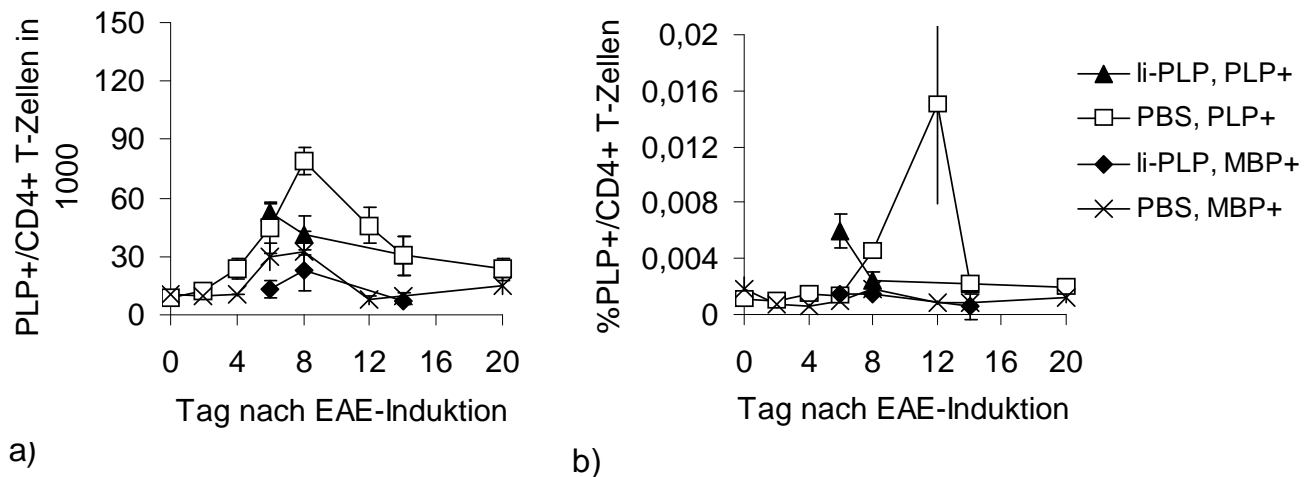 PLP+/CD4+ T-Zellen in
1000
150
120
90
60
30
0
0 4 8 12 16 20
Tag nach EAE-Induktion
a)
%PLP+/CD4+ T-Zellen
0,02
0,016
0,012
0,008
0,004
0
0 4 8 12 16 20
Tag nach EAE-Induktion
b)
li-PLP, PLP+
PBS, PLP+
li-PLP, MBP+
PBS, MBP+